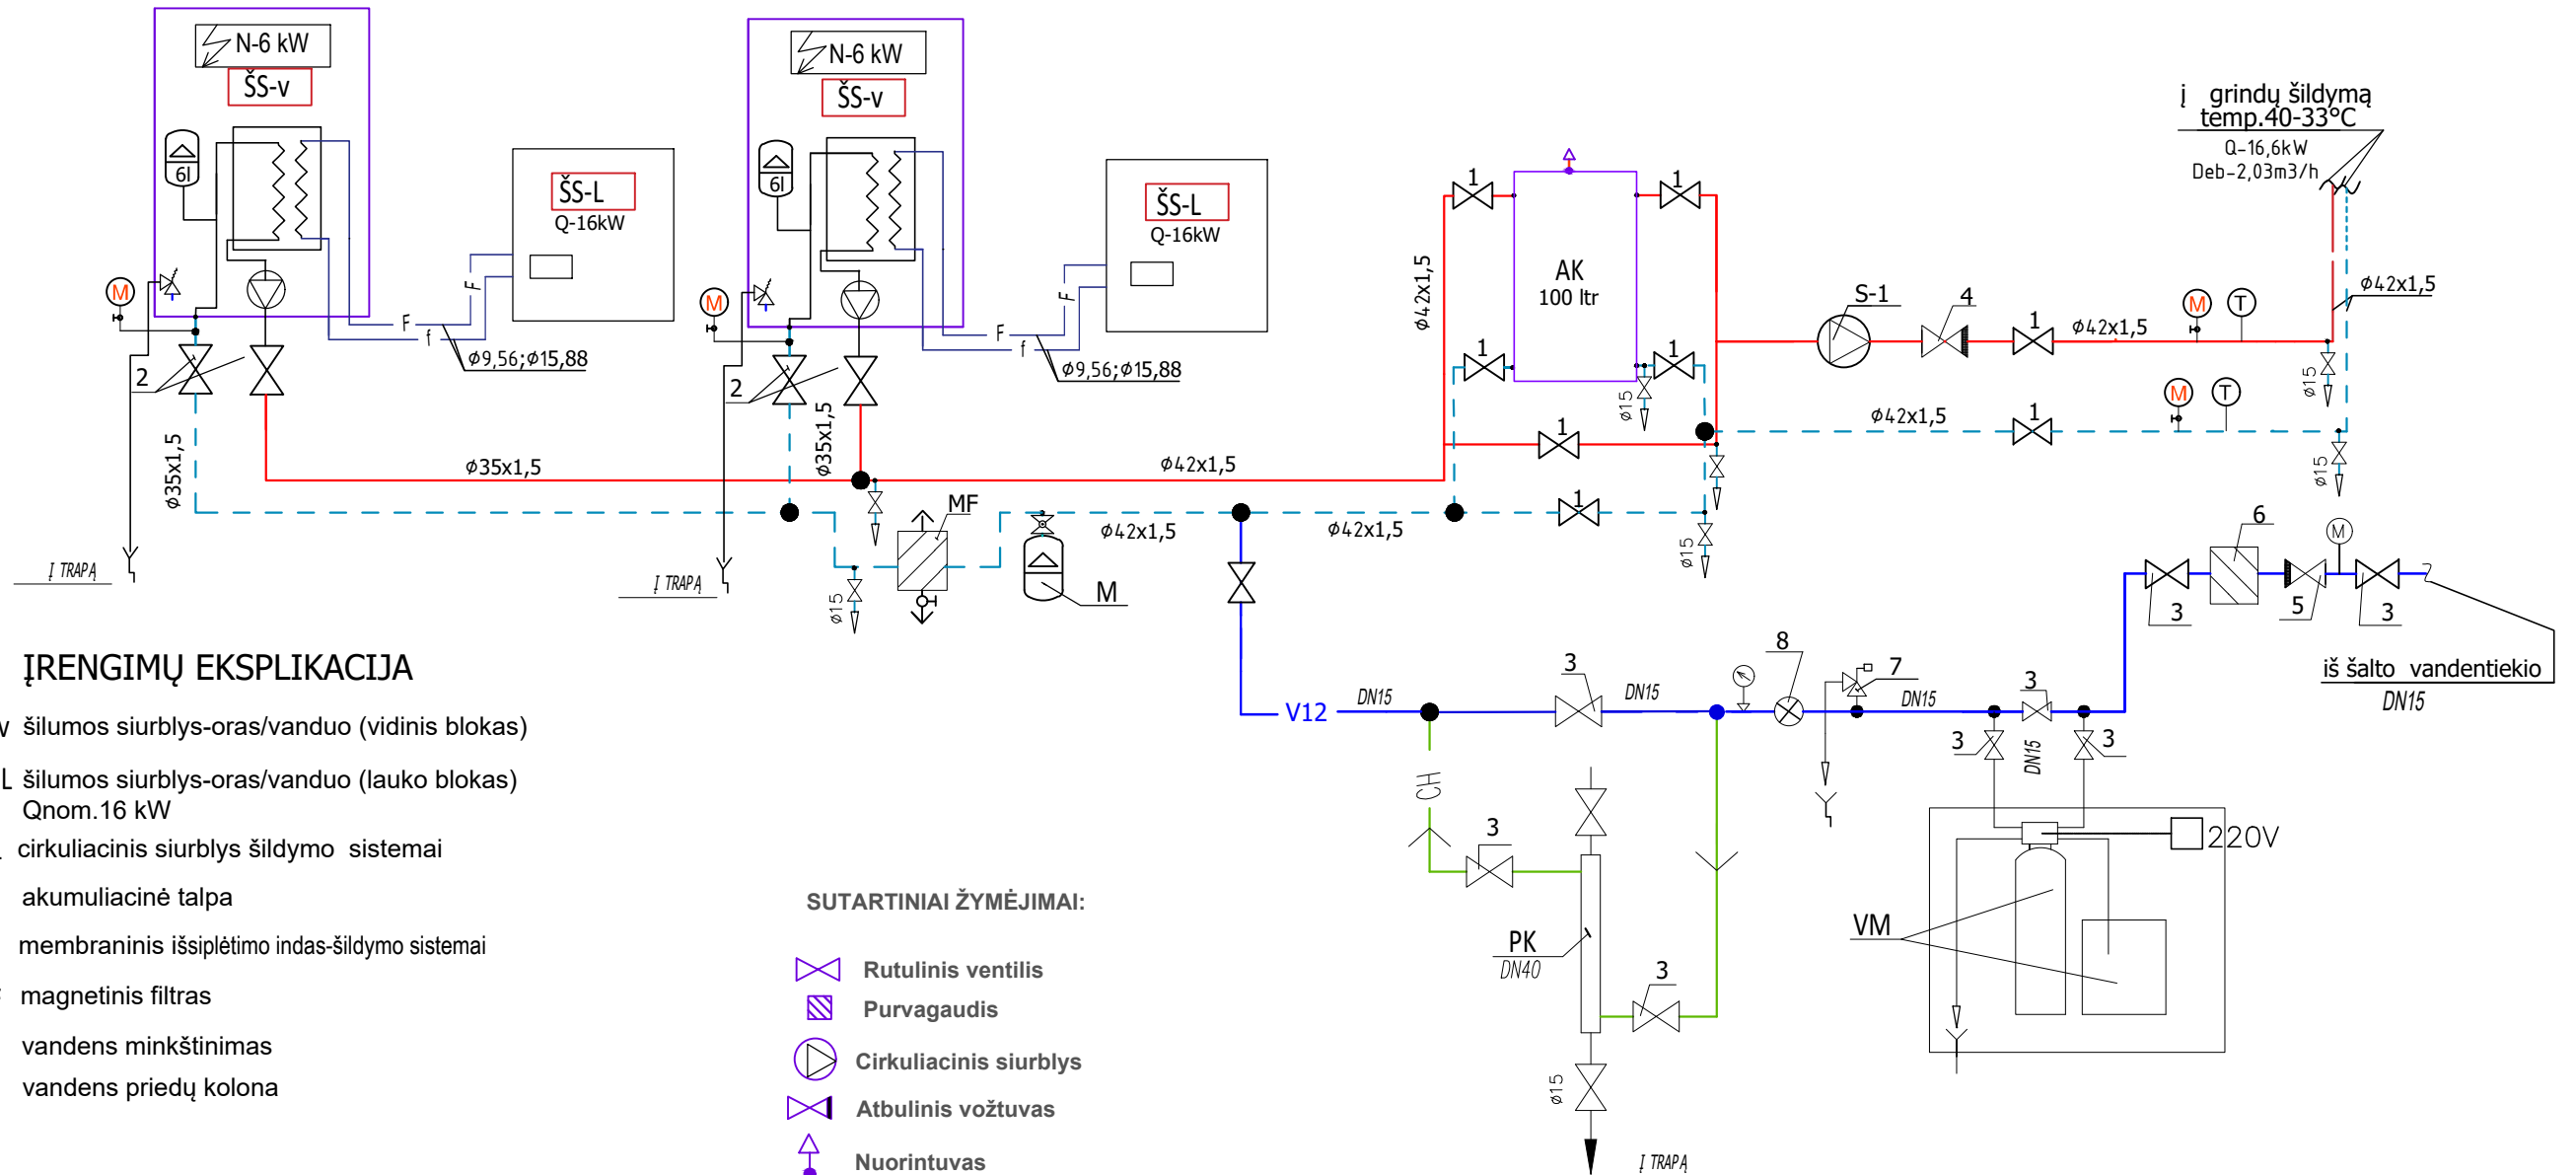 N-6 kW
ŠS-v
6l
ŠS-L
Q-16kW
M
F
F
f
φ9,56;φ15,88
2
φ35x1,5
φ35x1,5
Į TRAPĄ
N-6 kW
ŠS-v
6l
ŠS-L
Q-16kW
M
F
F
f
φ9,56;φ15,88
2
φ35x1,5
φ42x1,5
Į TRAPĄ
MF
φ15
M
φ42x1,5
φ42x1,5
φ42x1,5
1
1
AK
100 ltr
1
1
φ15
1
1
φ15
S-1
4
1
φ42x1,5
M
T
į grindų šildymą
temp.40-33°C
Q-16,6kW
Deb-2,03m3/h
φ42x1,5
φ15
φ42x1,5
1
M
T
φ15
6
M
3
5
3
iš šalto vandentiekio
DN15
V12
DN15
3
DN15
8
7
DN15
3
3
DN15
3
220V
VM
CH
3
PK
DN40
3
φ15
Į TRAPĄ
ĮRENGIMŲ EKSPLIKACIJA
šilumos siurblys-oras/vanduo (vidinis blokas)
L šilumos siurblys-oras/vanduo (lauko blokas)
Qnom.16 kW
cirkuliacinis siurblys šildymo sistemai
akumuliacinė talpa
membraninis išsiplėtimo indas-šildymo sistemai
magnetinis filtras
vandens minkštinimas
vandens priedų kolona
SUTARTINIAI ŽYMĖJIMAI:
Rutulinis ventilis
Purvagaudis
Cirkuliacinis siurblys
Atbulinis vožtuvas
Nuorintuvas